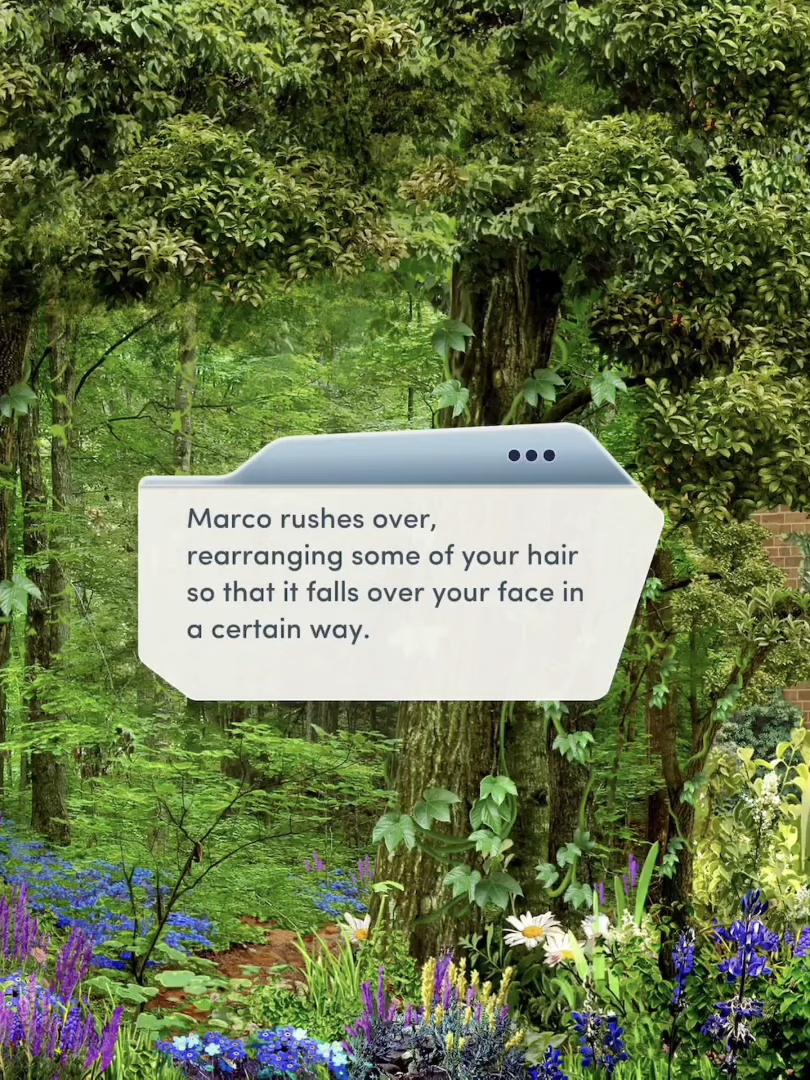 Marco rushes over,
rearranging some of your hair
so that it falls over your face in
a certain way.